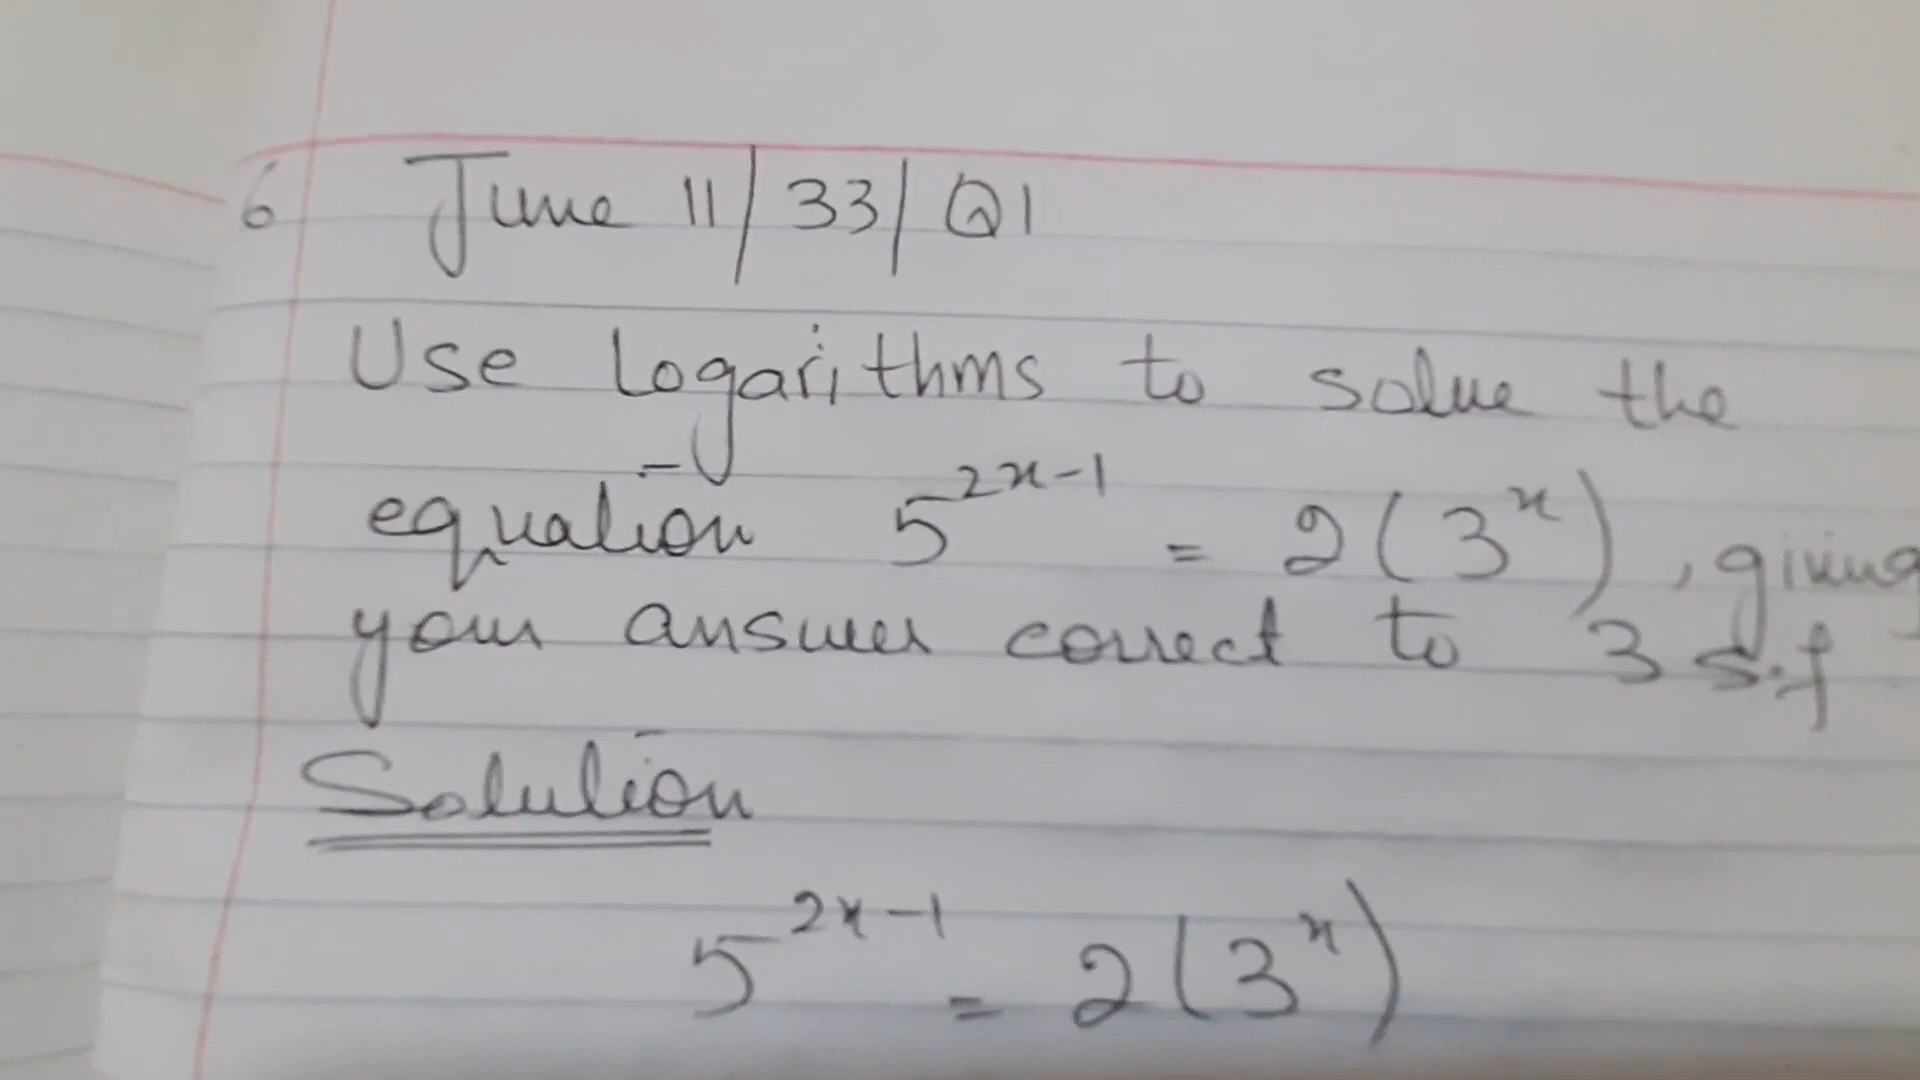 6 June 11/33/Q1
Use logarithms to solve the
equation 5^{2x-1} = 2(3^x), giving
your answer correct to 3 s.f
Solution
5^{2x-1} = 2(3^x)